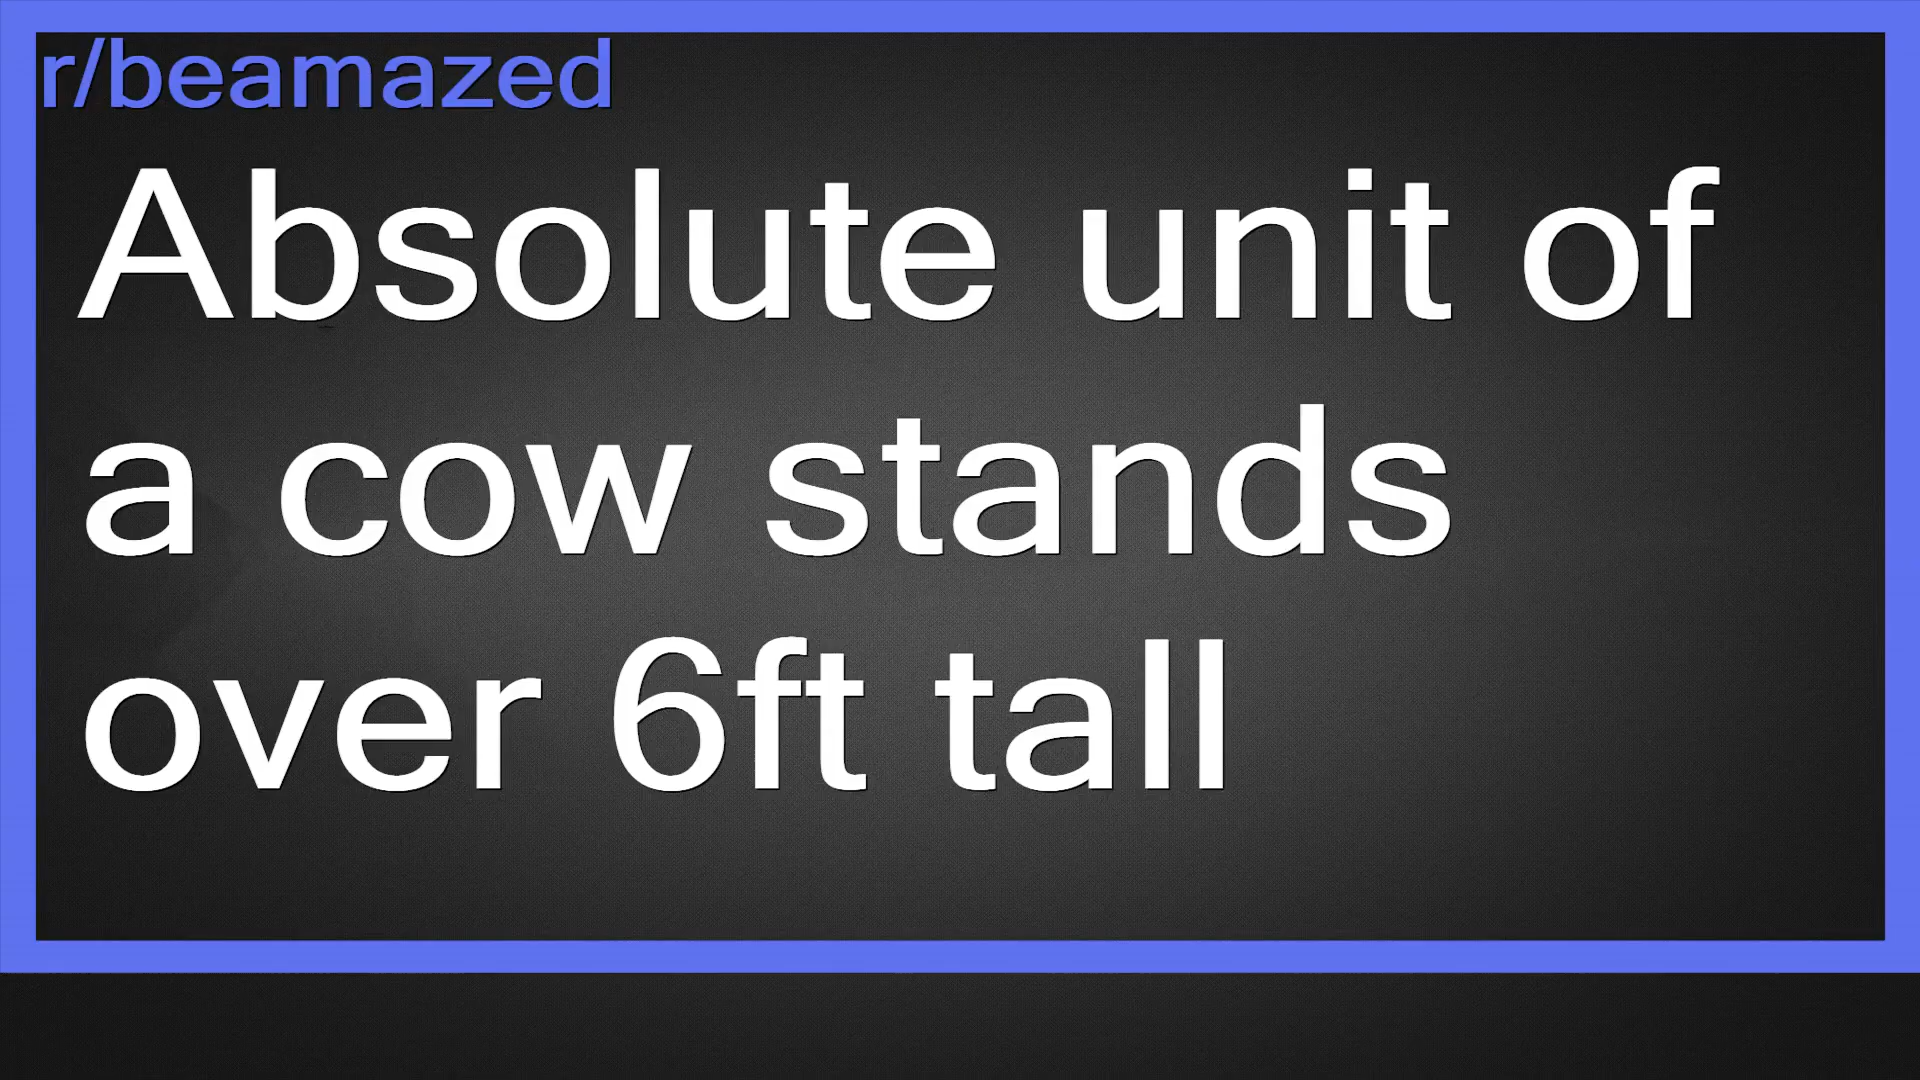 r/beamazed
Absolute unit of
a cow stands
over 6ft tall